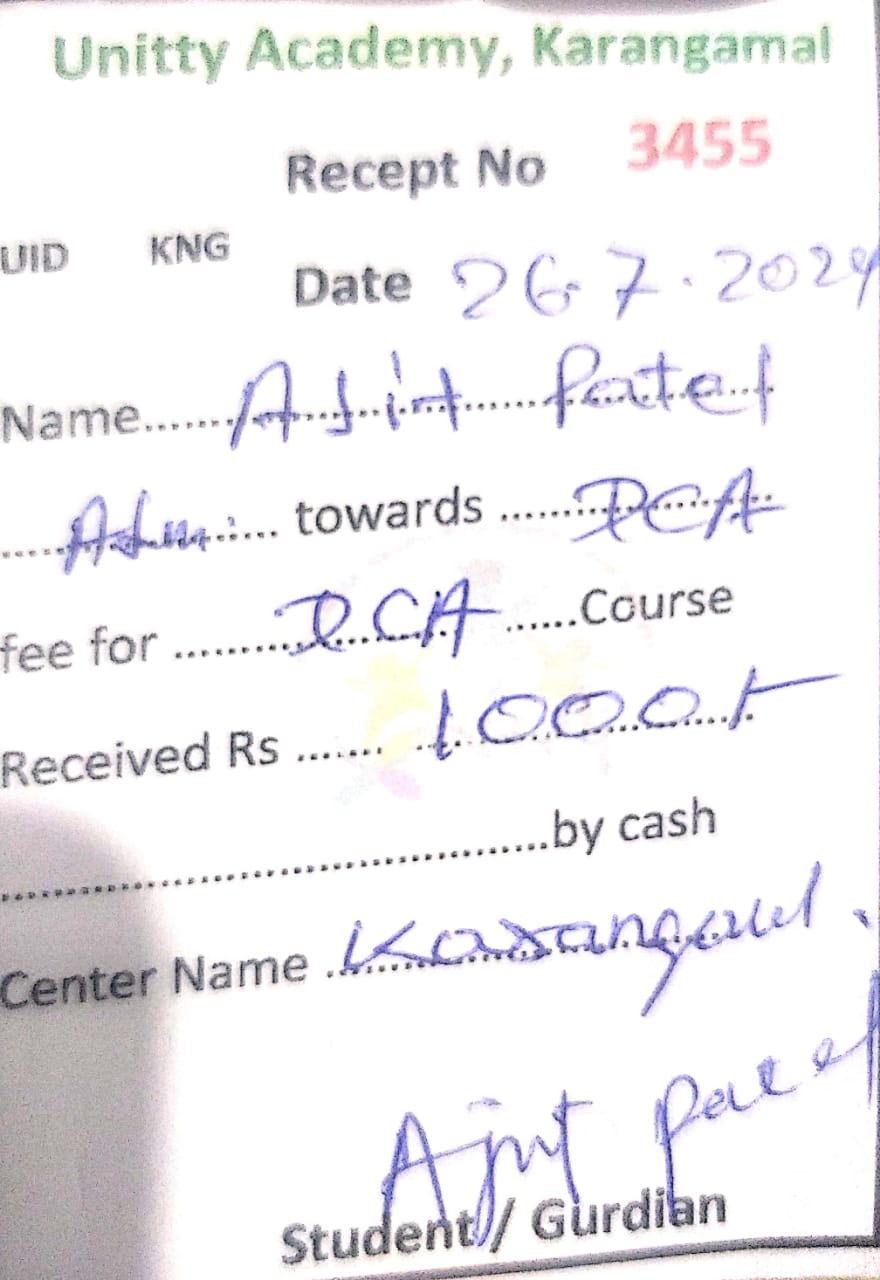 Unitty Academy, Karangamal
Recept No 3455
UID KNG
Date 26.7.2024
Name....... Ajit Patel
Adm: towards ....... DCA
fee for .......... DCA ......Course
Received Rs ....... 1000/-
..........................................by cash
Center Name Karangaml.
Ajit Patel
Student / Gurdian